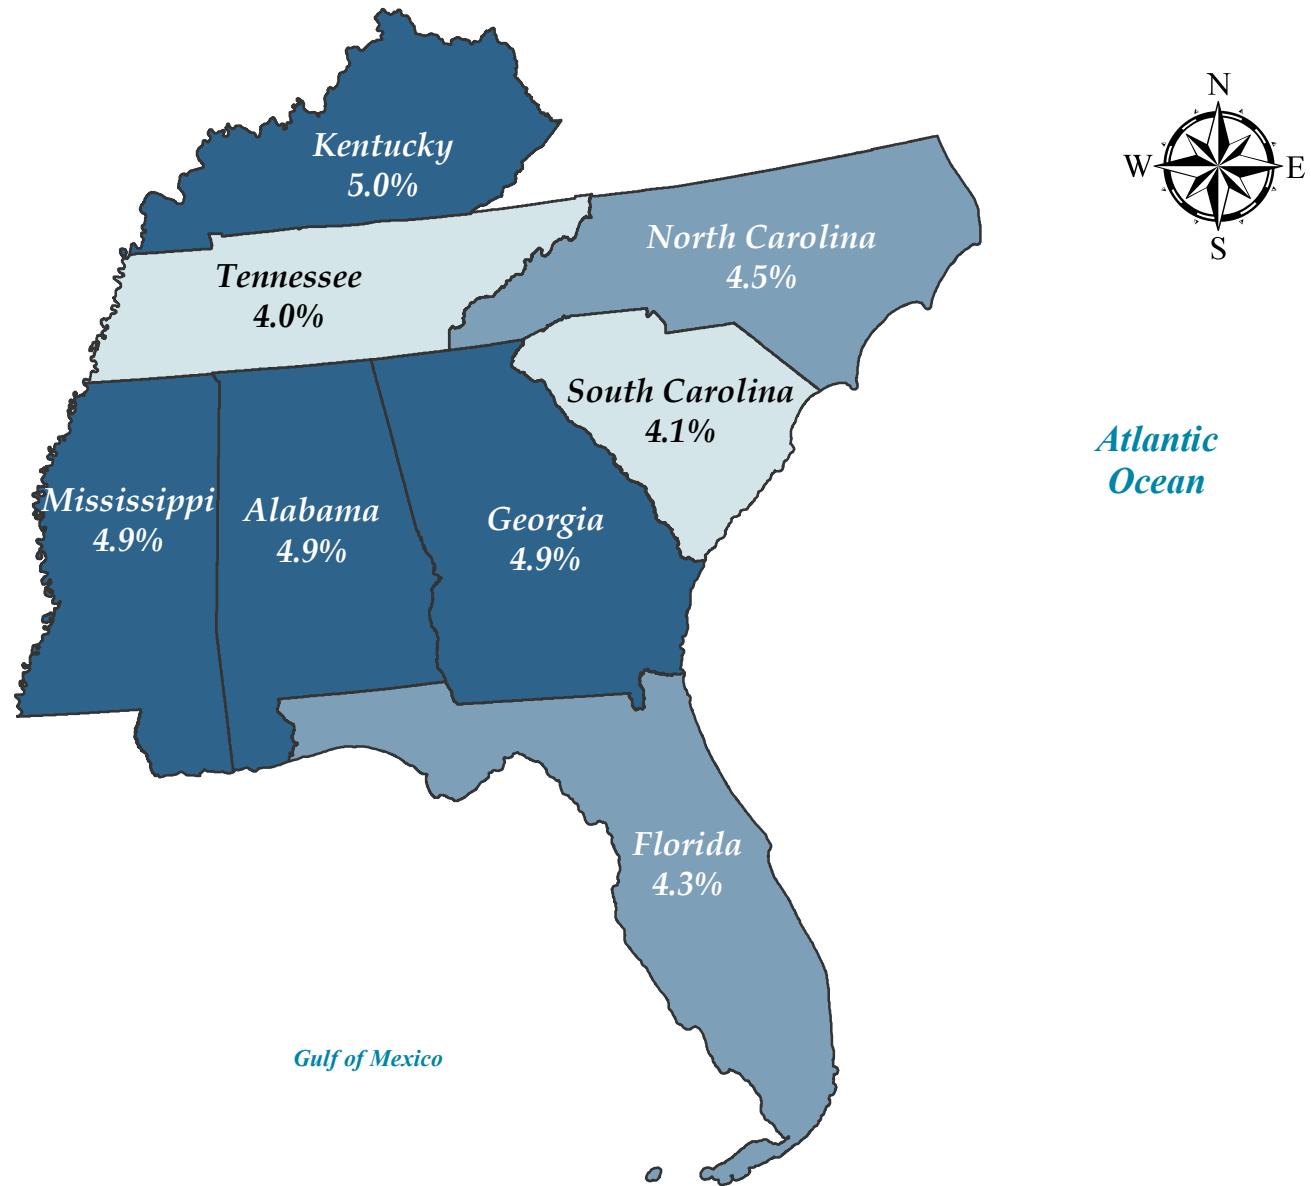 N
W
E
S
Kentucky
5.0%
North Carolina
4.5%
Tennessee
4.0%
South Carolina
4.1%
Atlantic
Ocean
Mississippi
4.9%
Alabama
4.9%
Georgia
4.9%
Florida
4.3%
Gulf of Mexico